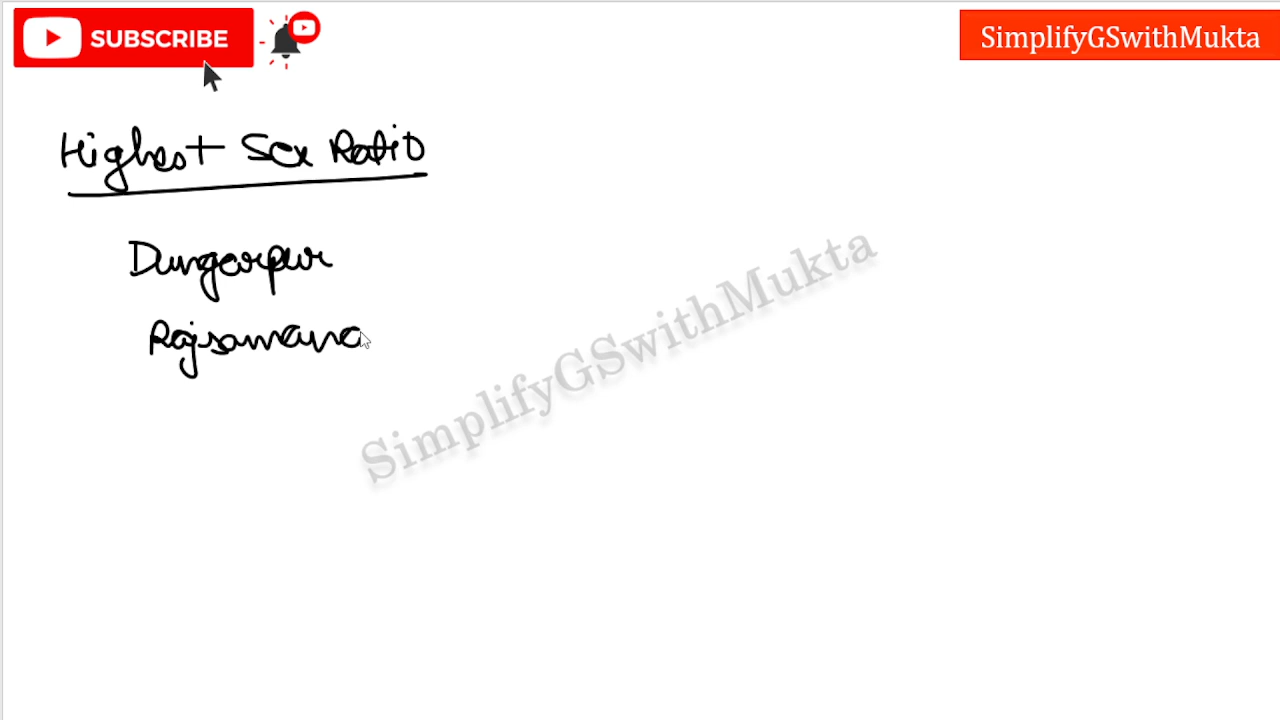 SUBSCRIBE
SimplifyGSwithMukta
Highest Sex Ratio
Dungarpur
Rajsamand
SimplifyGSwithMukta